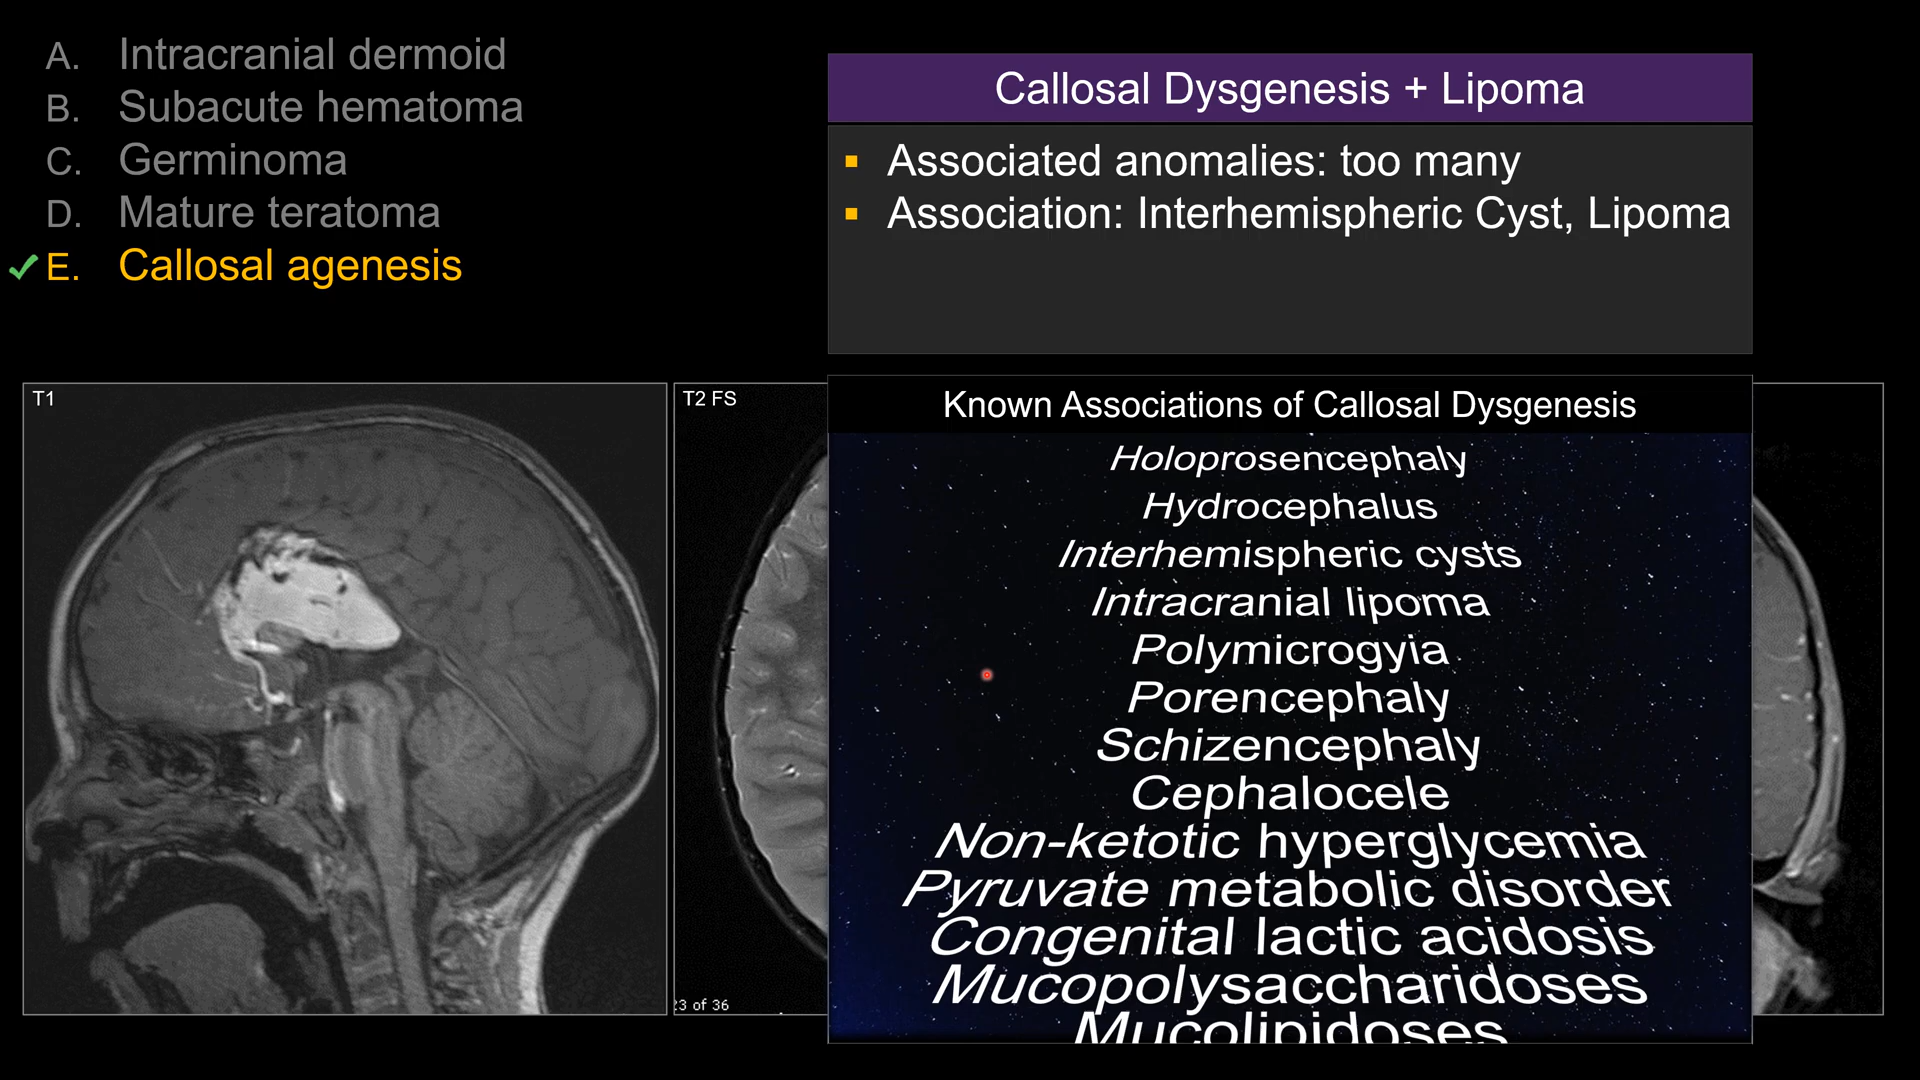 A. Intracranial dermoid
B. Subacute hematoma
C. Germinoma
D. Mature teratoma
E. Callosal agenesis
Callosal Dysgenesis + Lipoma
Associated anomalies: too many
Association: Interhemispheric Cyst, Lipoma
T1
T2 FS
23 of 36
Known Associations of Callosal Dysgenesis
Holoprosencephaly
Hydrocephalus
Interhemispheric cysts
Intracranial lipoma
Polymicrogyia
Porencephaly
Schizencephaly
Cephalocele
Non-ketotic hyperglycemia
Pyruvate metabolic disorder
Congenital lactic acidosis
Mucopolysaccharidoses
Mucolipidoses